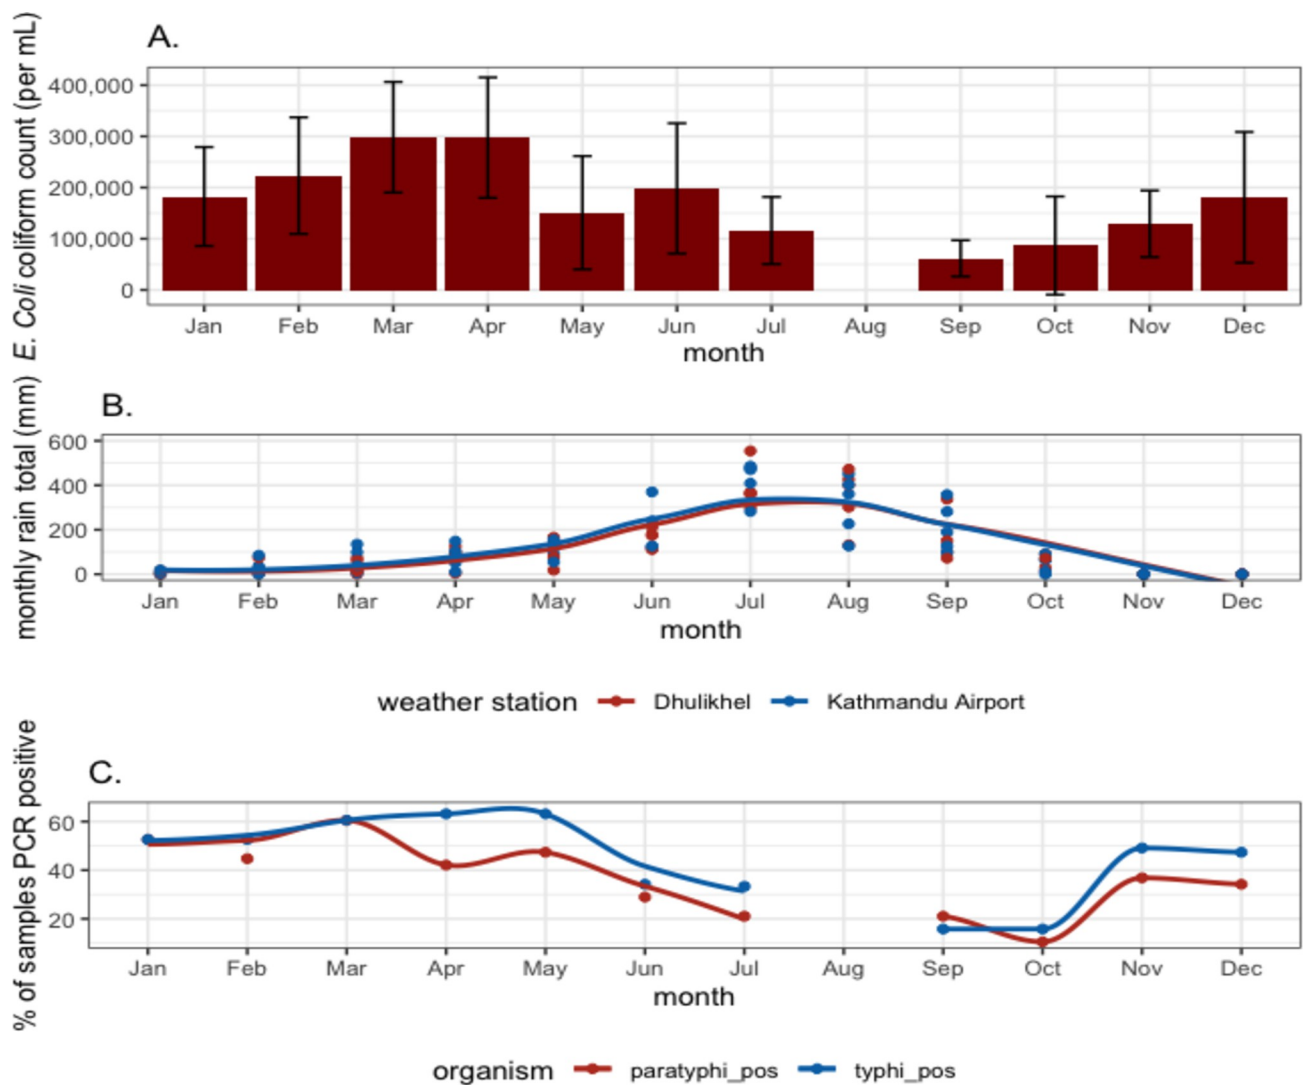 A.
E. Coli coliform count (per mL)
400,000
300,000
200,000
100,000
0
Jan Feb Mar Apr May Jun Jul Aug Sep Oct Nov Dec
month
B.
monthly rain total (mm)
600
400
200
0
Jan Feb Mar Apr May Jun Jul Aug Sep Oct Nov Dec
month
weather station Dhulikhel Kathmandu Airport
C.
% of samples PCR positive
60
40
20
Jan Feb Mar Apr May Jun Jul Aug Sep Oct Nov Dec
month
organism paratyphi_pos typhi_pos